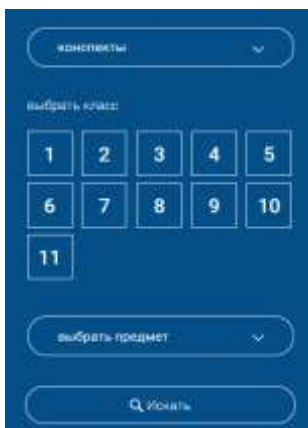 конспекты
выбрать класс
1 2 3 4 5
6 7 8 9 10
11
выбрать предмет
Искать